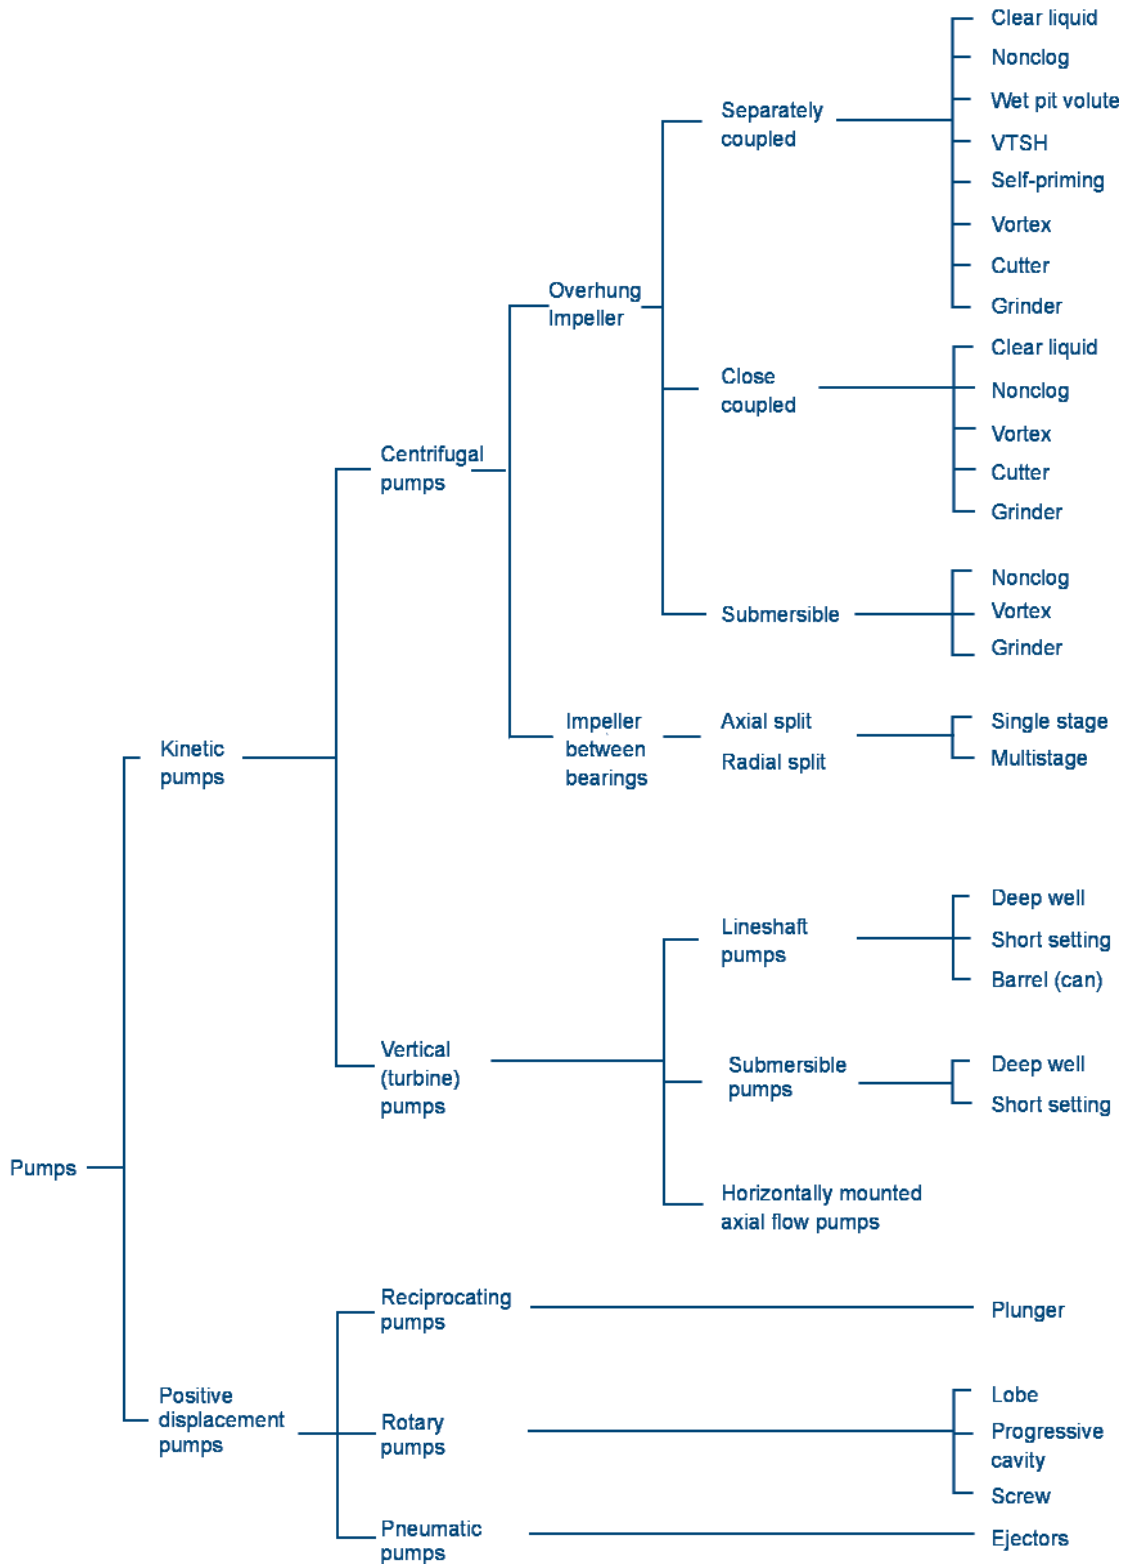 Clear liquid
Nonclog
Wet pit volute
Separately
coupled
VTSH
Self-priming
Vortex
Cutter
Overhung
Impeller
Grinder
Clear liquid
Close
coupled
Nonclog
Vortex
Centrifugal
pumps
Cutter
Grinder
Nonclog
Submersible
Vortex
Grinder
Impeller
between
bearings
Axial split
Radial split
Single stage
Multistage
Kinetic
pumps
Deep well
Lineshaft
pumps
Short setting
Barrel (can)
Vertical
(turbine)
pumps
Submersible
pumps
Deep well
Short setting
Pumps
Horizontally mounted
axial flow pumps
Reciprocating
pumps
Plunger
Positive
displacement
pumps
Rotary
pumps
Lobe
Progressive
cavity
Screw
Pneumatic
pumps
Ejectors